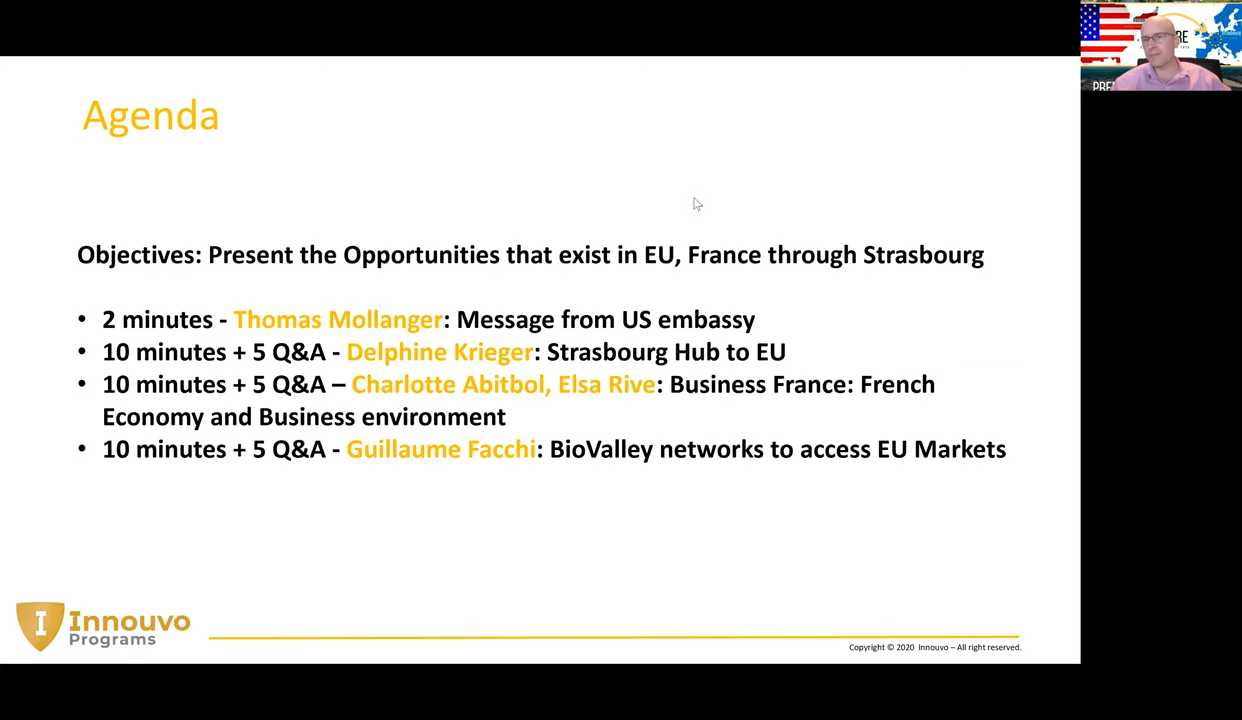 Agenda
Objectives: Present the Opportunities that exist in EU, France through Strasbourg
• 2 minutes - Thomas Mollanger: Message from US embassy
• 10 minutes + 5 Q&A - Delphine Krieger: Strasbourg Hub to EU
• 10 minutes + 5 Q&A – Charlotte Abitbol, Elsa Rive: Business France: French
Economy and Business environment
• 10 minutes + 5 Q&A - Guillaume Facchi: BioValley networks to access EU Markets
I Innouvo
Programs
Copyright © 2020 Innouvo – All right reserved.